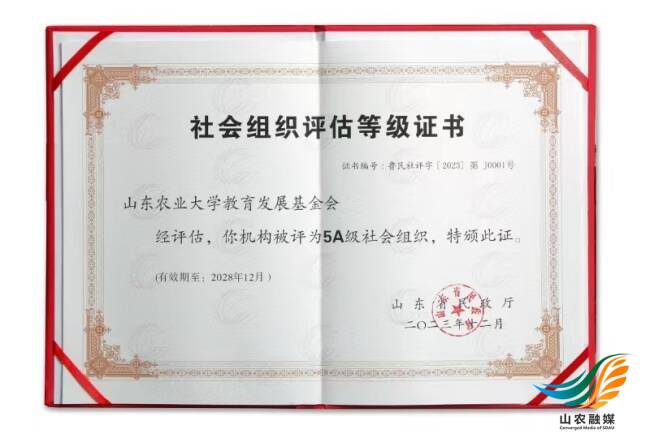 社会组织评估等级证书
证书编号：鲁民社评字〔2023〕第 J0001号
山东农业大学教育发展基金会
经评估，你机构被评为5A级社会组织，特颁此证。
(有效期至：2028年12月)
山东省民政厅
二〇二三年十二月
山农融媒
Converged Media of SDAU